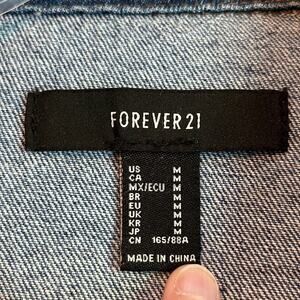 FOREVER 21
US M
CA M
MX/ECU M
BR M
EU M
UK M
KR M
JP M
CN 165/88A
MADE IN CHINA